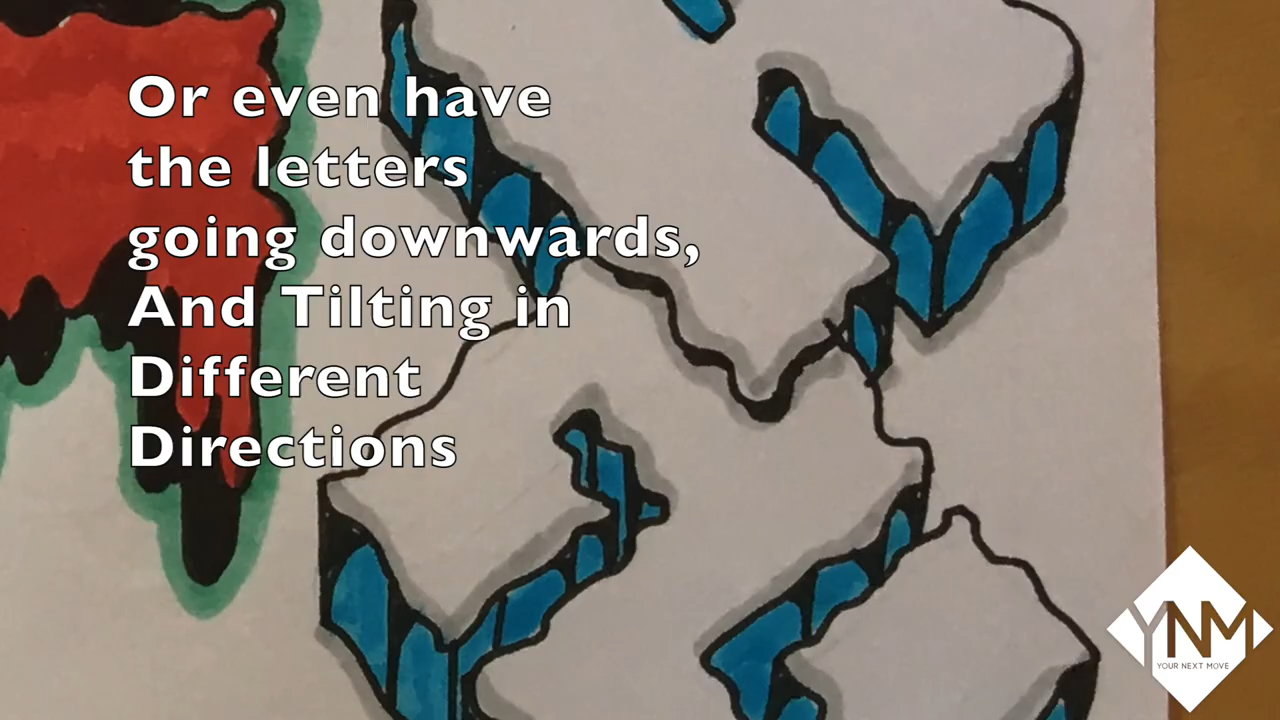 Or even have
the letters
going downwards,
And Tilting in
Different
Directions
YNM
YOUR NEXT MOVE